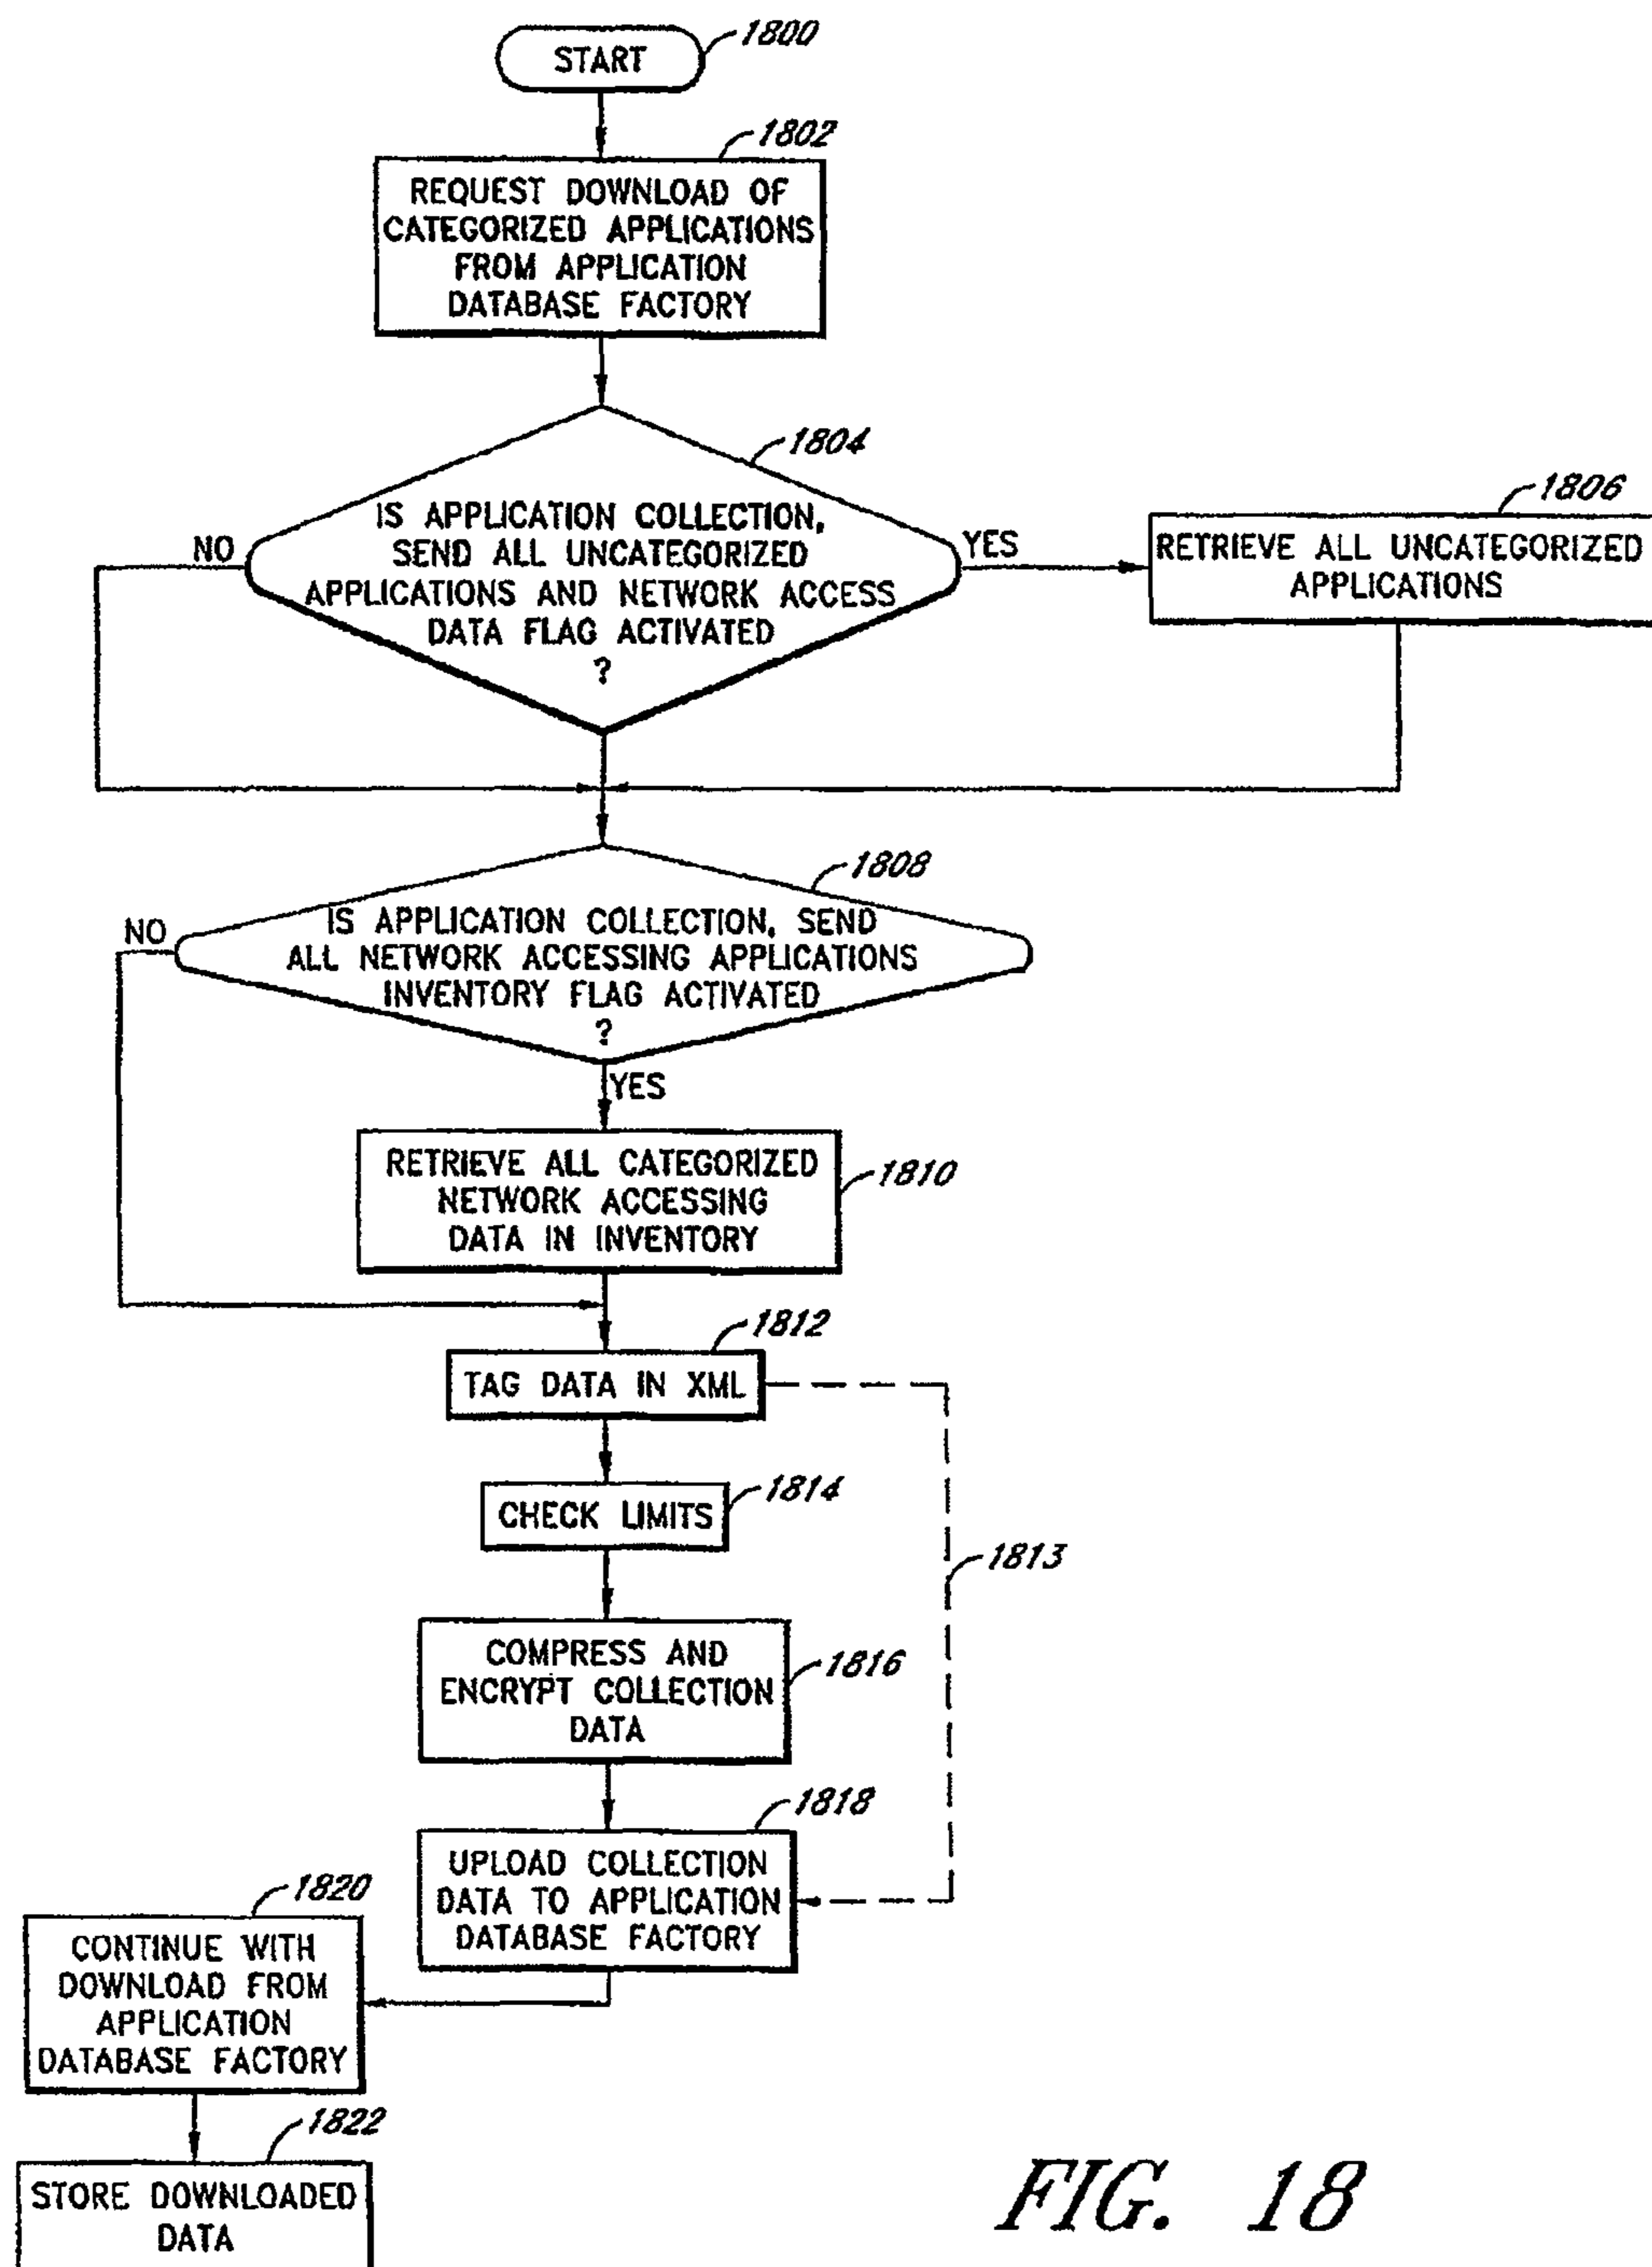 START
1800
1802
REQUEST DOWNLOAD OF
CATEGORIZED APPLICATIONS
FROM APPLICATION
DATABASE FACTORY
1804
IS APPLICATION COLLECTION,
SEND ALL UNCATEGORIZED
APPLICATIONS AND NETWORK ACCESS
DATA FLAG ACTIVATED
?
NO
YES
1806
RETRIEVE ALL UNCATEGORIZED
APPLICATIONS
1808
IS APPLICATION COLLECTION, SEND
ALL NETWORK ACCESSING APPLICATIONS
INVENTORY FLAG ACTIVATED
?
NO
YES
RETRIEVE ALL CATEGORIZED
NETWORK ACCESSING
DATA IN INVENTORY
1810
1812
TAG DATA IN XML
1814
CHECK LIMITS
1813
COMPRESS AND
ENCRYPT COLLECTION
DATA
1816
1818
UPLOAD COLLECTION
DATA TO APPLICATION
DATABASE FACTORY
1820
CONTINUE WITH
DOWNLOAD FROM
APPLICATION
DATABASE FACTORY
1822
STORE DOWNLOADED
DATA
FIG. 18